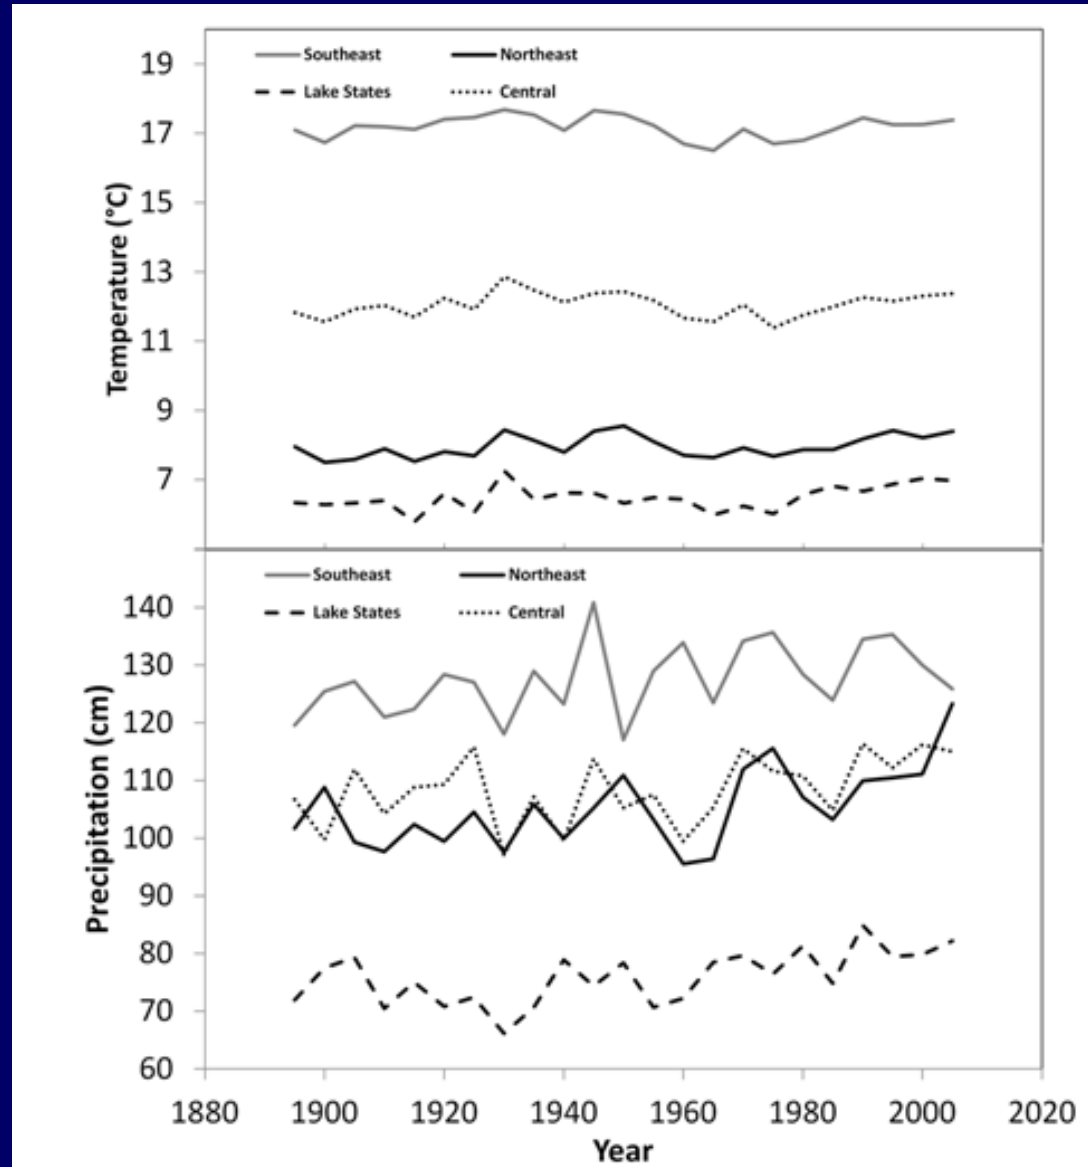 Southeast Northeast
Lake States Central
19
17
15
13
11
9
7
Temperature (°C)
Southeast Northeast
Lake States Central
140
130
120
110
100
90
80
70
60
Precipitation (cm)
1880 1900 1920 1940 1960 1980 2000 2020
Year